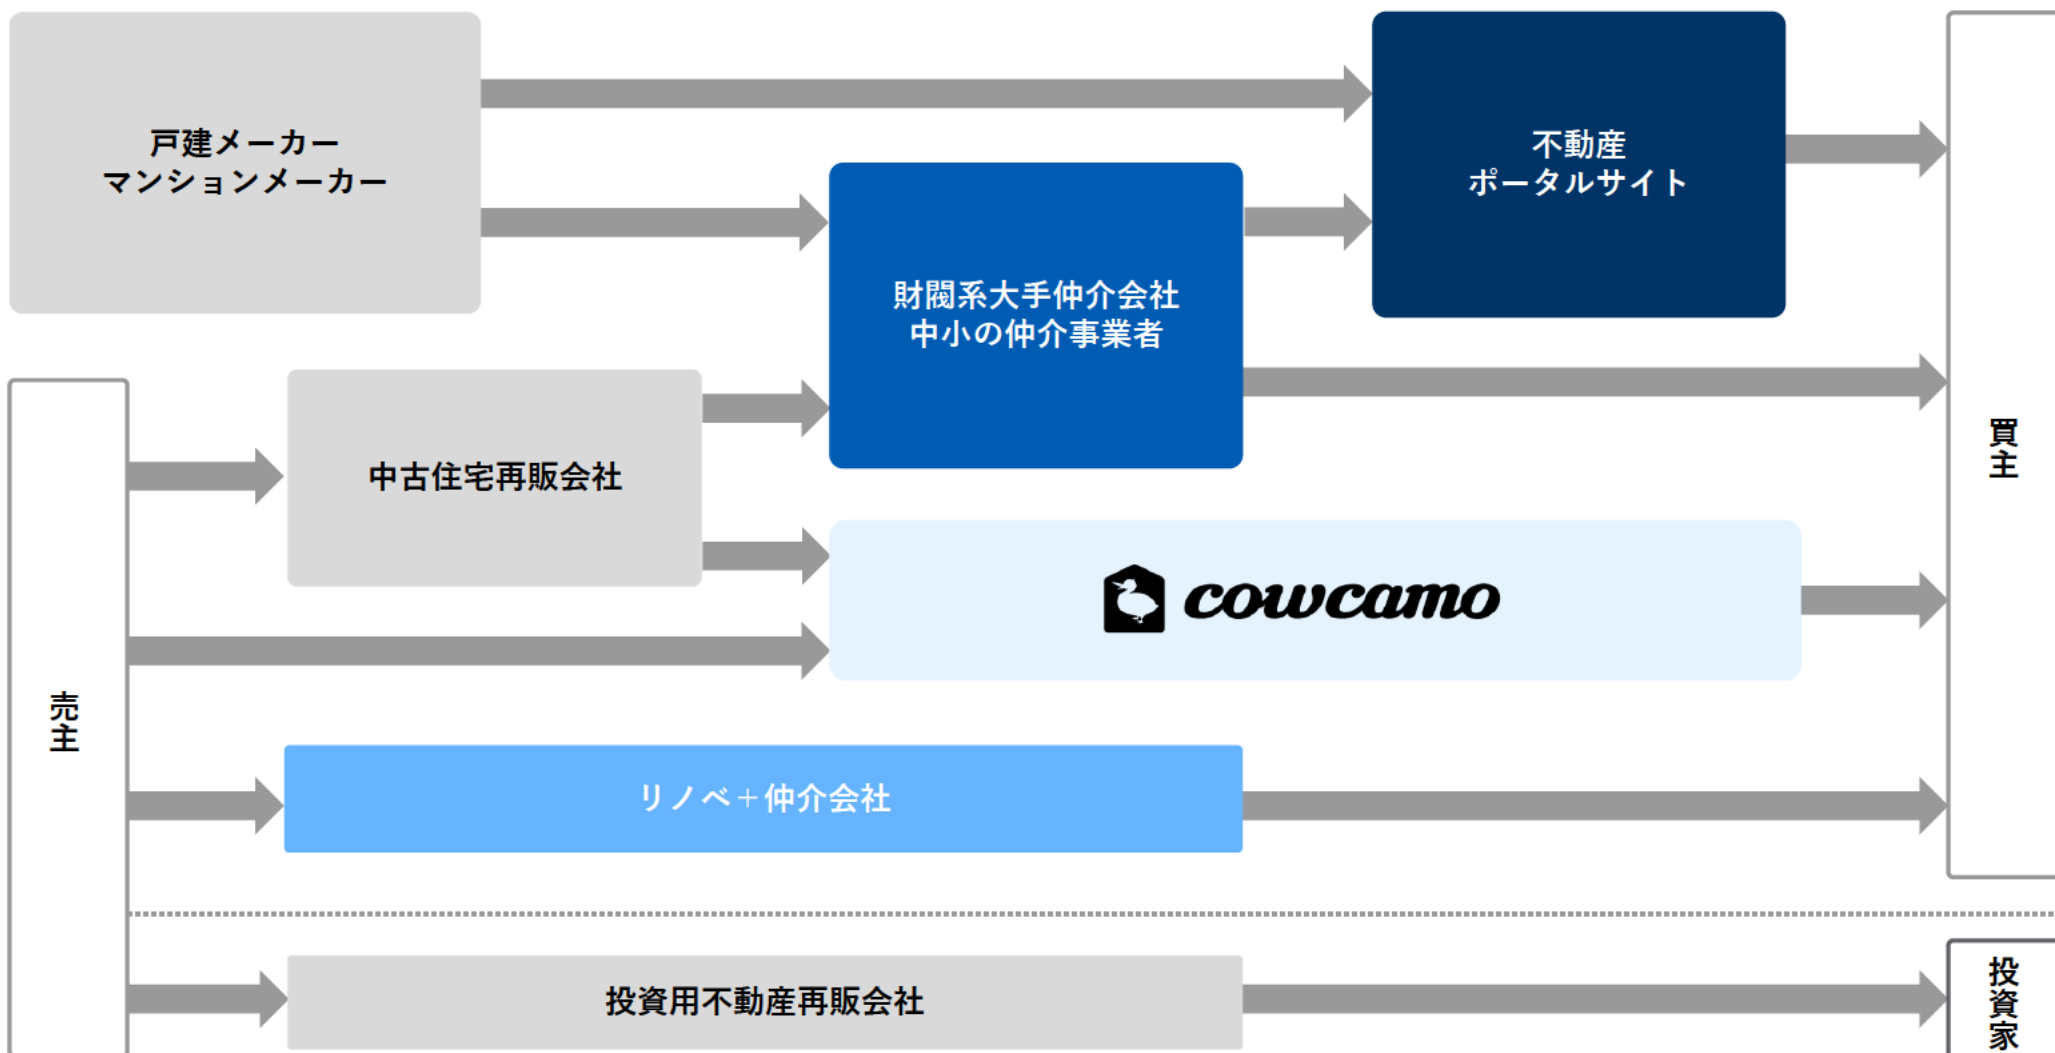 戸建メーカー
マンションメーカー
不動産
ポータルサイト
財閥系大手仲介会社
中小の仲介事業者
買主
中古住宅再販会社
cowcamo
売主
リノベ＋仲介会社
投資用不動産再販会社
投資家